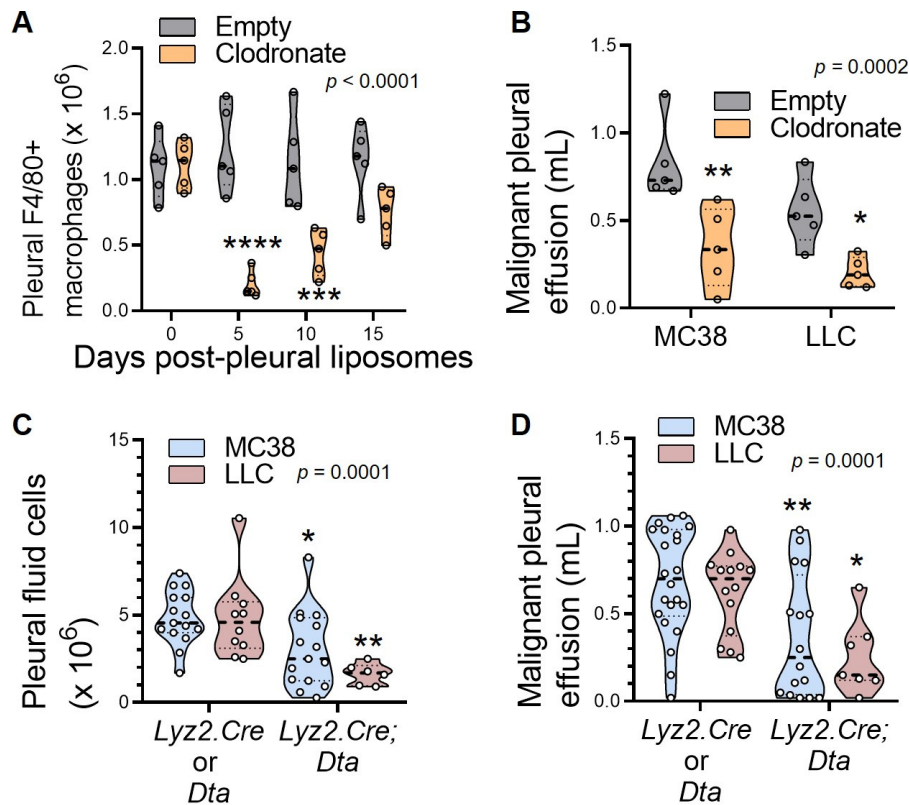 A
Empty
Clodronate
p < 0.0001
Pleural F4/80+
macrophages (x 10⁶)
2.0
1.5
1.0
0.5
0.0
****
***
0 5 10 15
Days post-pleural liposomes
B
p = 0.0002
Empty
Clodronate
Malignant pleural
effusion (mL)
1.5
1.0
0.5
0.0
**
*
MC38 LLC
C
MC38
LLC
p = 0.0001
Pleural fluid cells
(x 10⁶)
15
10
5
0
*
**
Lyz2.Cre
or
Dta
Lyz2.Cre;
Dta
D
MC38
LLC
p = 0.0001
Malignant pleural
effusion (mL)
1.5
1.0
0.5
0.0
**
*
Lyz2.Cre
or
Dta
Lyz2.Cre;
Dta